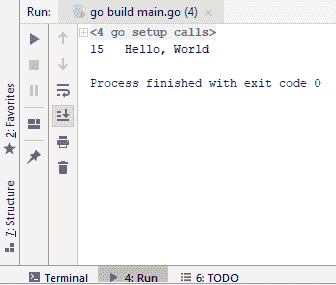 Run: go build main.go (4)
<4 go setup calls>
15 Hello, World
Process finished with exit code 0
2: Favorites
7: Structure
Terminal 4: Run 6: TODO